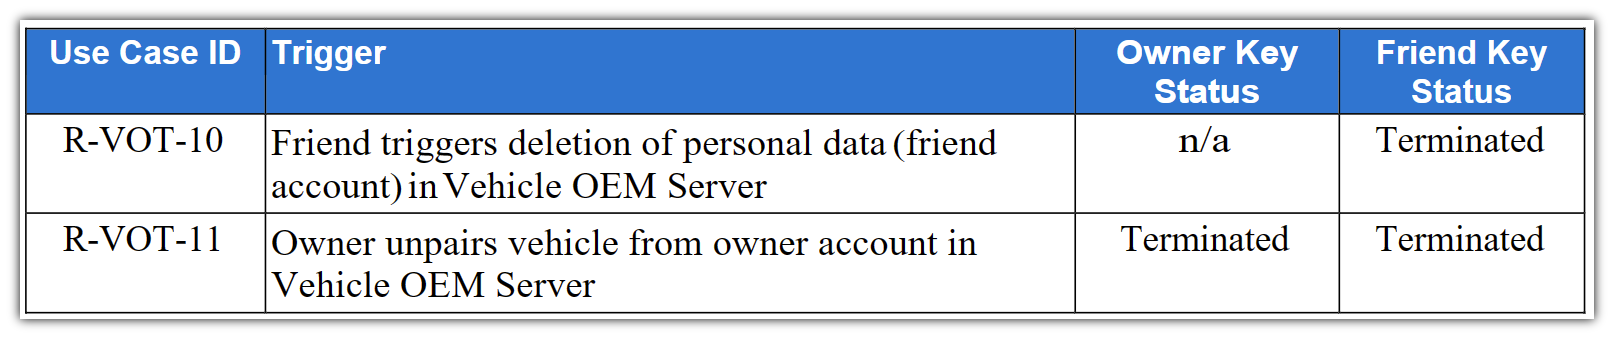 Use Case ID Trigger Owner Key Status Friend Key Status
R-VOT-10 Friend triggers deletion of personal data (friend account) in Vehicle OEM Server n/a Terminated
R-VOT-11 Owner unpairs vehicle from owner account in Vehicle OEM Server Terminated Terminated